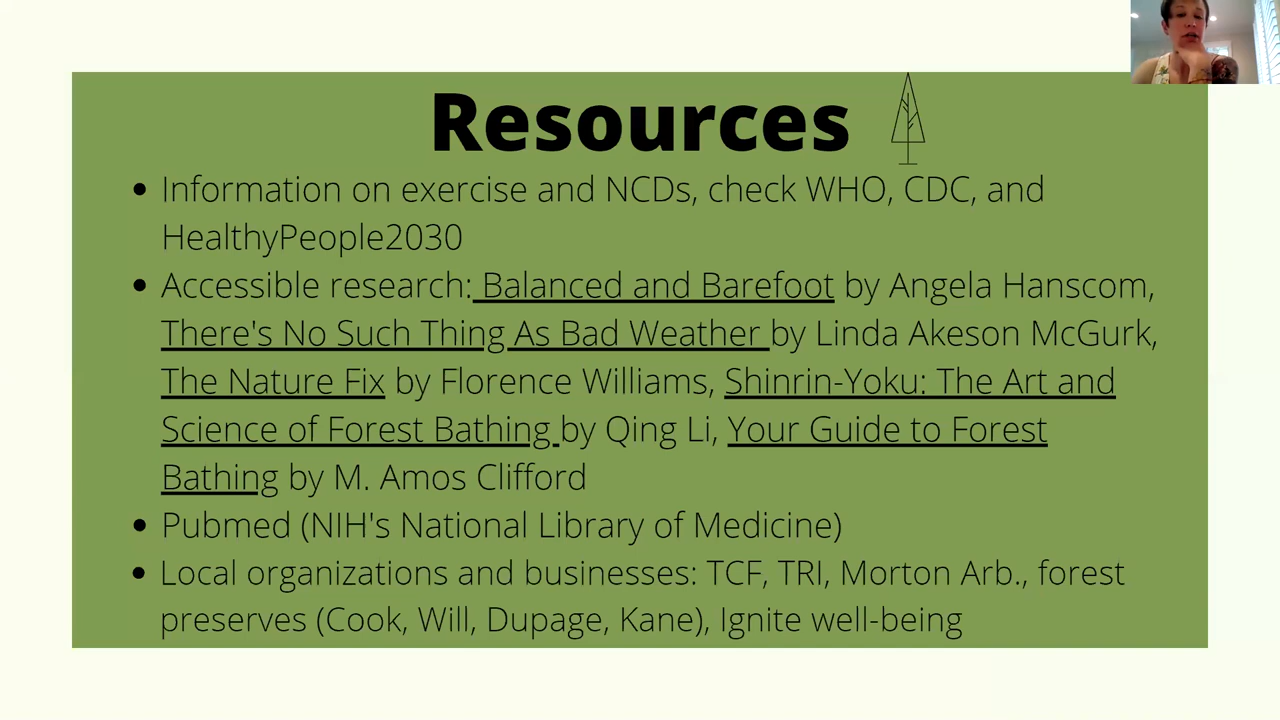 Resources
Information on exercise and NCDs, check WHO, CDC, and
HealthyPeople2030
Accessible research: Balanced and Barefoot by Angela Hanscom,
There's No Such Thing As Bad Weather by Linda Akeson McGurk,
The Nature Fix by Florence Williams, Shinrin-Yoku: The Art and
Science of Forest Bathing by Qing Li, Your Guide to Forest
Bathing by M. Amos Clifford
Pubmed (NIH's National Library of Medicine)
Local organizations and businesses: TCF, TRI, Morton Arb., forest
preserves (Cook, Will, Dupage, Kane), Ignite well-being